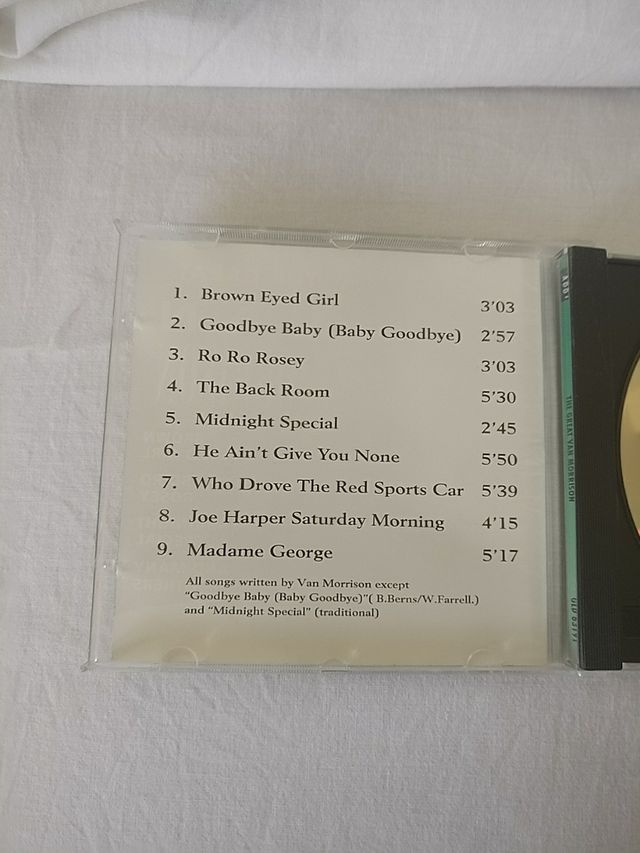 1. Brown Eyed Girl 3'03
2. Goodbye Baby (Baby Goodbye) 2'57
3. Ro Ro Rosey 3'03
4. The Back Room 5'30
5. Midnight Special 2'45
6. He Ain't Give You None 5'50
7. Who Drove The Red Sports Car 5'39
8. Joe Harper Saturday Morning 4'15
9. Madame George 5'17
All songs written by Van Morrison except
"Goodbye Baby (Baby Goodbye)"( B.Berns/W.Farrell.)
and "Midnight Special" (traditional)
THE GREAT VAN MORRISON